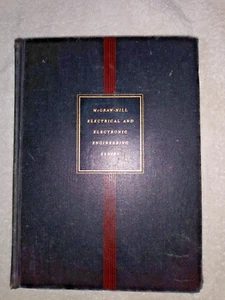 McGRAW-HILL
ELECTRICAL AND
ELECTRONIC
ENGINEERING
SERIES